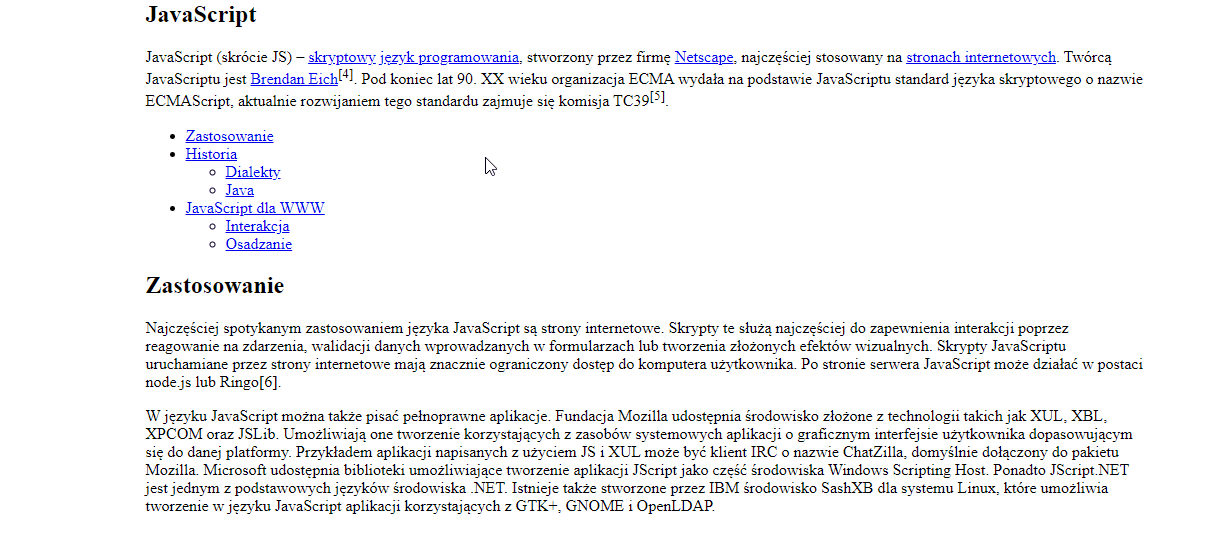 JavaScript
JavaScript (skrócie JS) – skryptowy język programowania, stworzony przez firmę Netscape, najczęściej stosowany na stronach internetowych. Twórcą
JavaScriptu jest Brendan Eich[4]. Pod koniec lat 90. XX wieku organizacja ECMA wydała na podstawie JavaScriptu standard języka skryptowego o nazwie
ECMAScript, aktualnie rozwijaniem tego standardu zajmuje się komisja TC39[5].
Zastosowanie
Historia
Dialekty
Java
JavaScript dla WWW
Interakcja
Osadzanie
Zastosowanie
Najczęściej spotykanym zastosowaniem języka JavaScript są strony internetowe. Skrypty te służą najczęściej do zapewnienia interakcji poprzez
reagowanie na zdarzenia, walidacji danych wprowadzanych w formularzach lub tworzenia złożonych efektów wizualnych. Skrypty JavaScriptu
uruchamiane przez strony internetowe mają znacznie ograniczony dostęp do komputera użytkownika. Po stronie serwera JavaScript może działać w postaci
node.js lub Ringo[6].
W języku JavaScript można także pisać pełnoprawne aplikacje. Fundacja Mozilla udostępnia środowisko złożone z technologii takich jak XUL, XBL,
XPCOM oraz JSLib. Umożliwiają one tworzenie korzystających z zasobów systemowych aplikacji o graficznym interfejsie użytkownika dopasowującym
się do danej platformy. Przykładem aplikacji napisanych z użyciem JS i XUL może być klient IRC o nazwie ChatZilla, domyślnie dołączony do pakietu
Mozilla. Microsoft udostępnia biblioteki umożliwiające tworzenie aplikacji JScript jako część środowiska Windows Scripting Host. Ponadto JScript.NET
jest jednym z podstawowych języków środowiska .NET. Istnieje także stworzone przez IBM środowisko SashXB dla systemu Linux, które umożliwia
tworzenie w języku JavaScript aplikacji korzystających z GTK+, GNOME i OpenLDAP.